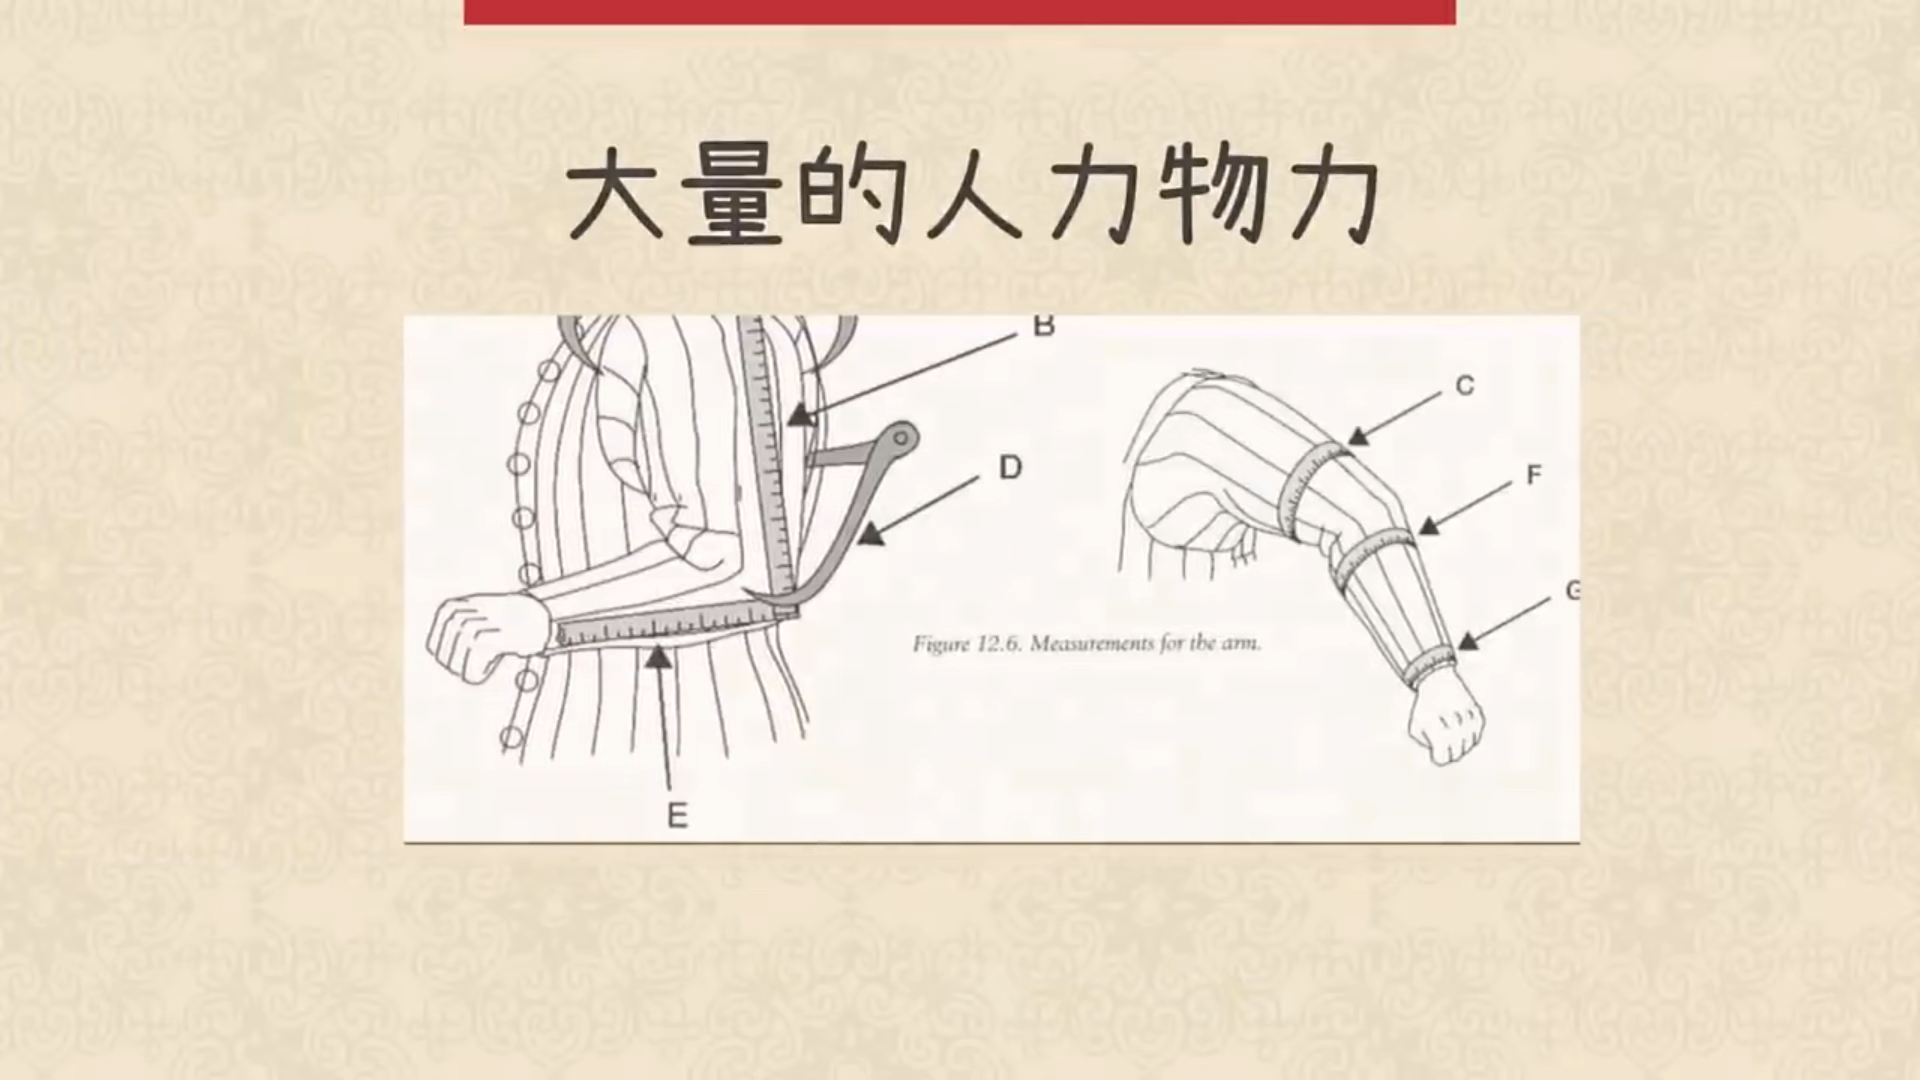 大量的人力物力
B
C
D
F
G
Figure 12.6. Measurements for the arm.
E